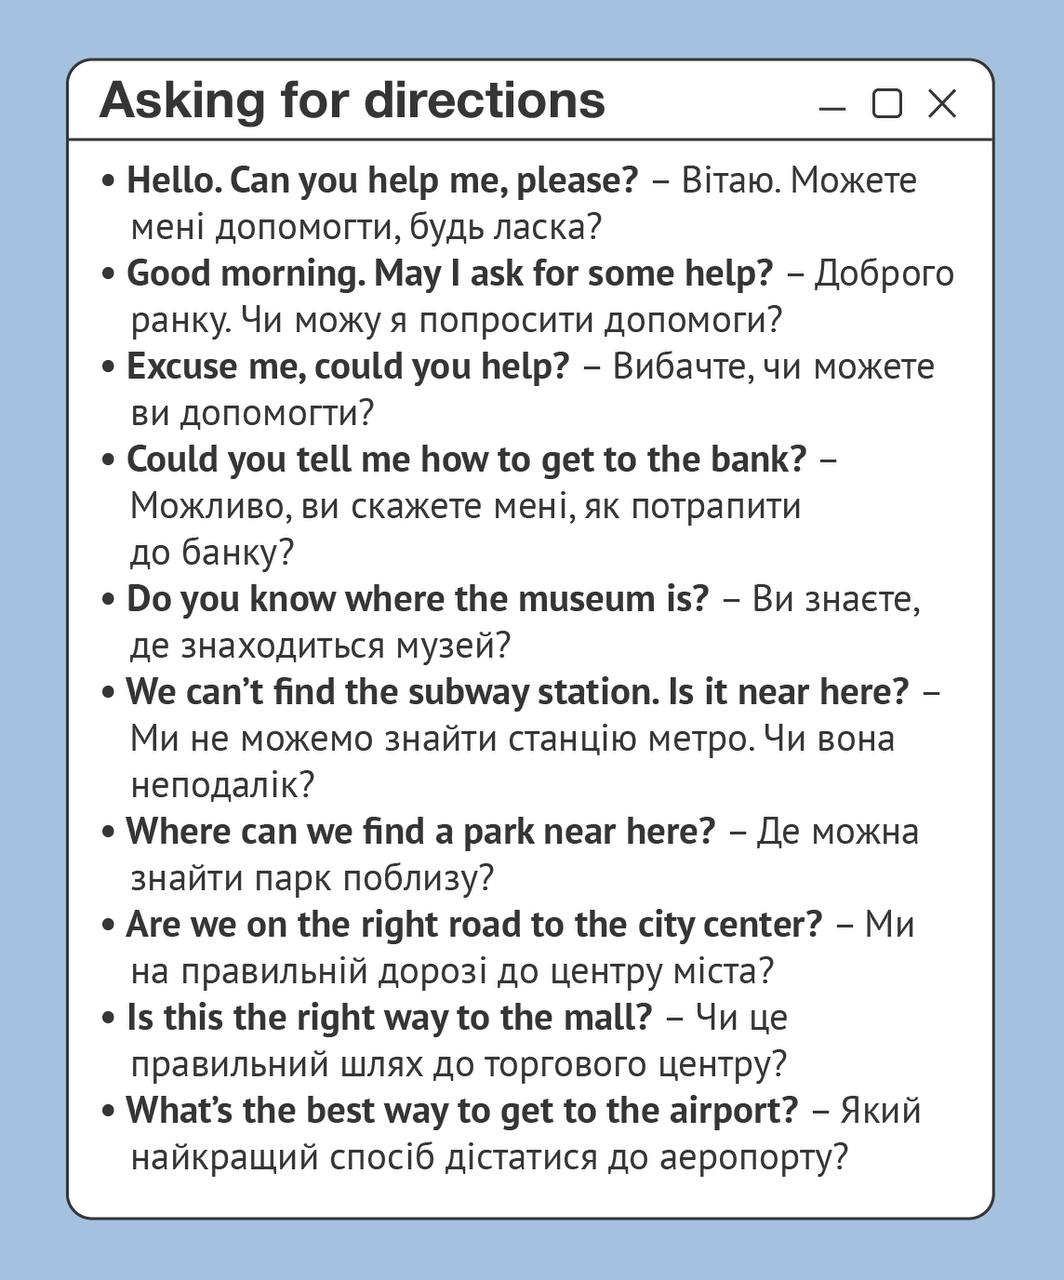 Asking for directions
• Hello. Can you help me, please? – Вітаю. Можете
мені допомогти, будь ласка?
• Good morning. May I ask for some help? – Доброго
ранку. Чи можу я попросити допомоги?
• Excuse me, could you help? – Вибачте, чи можете
ви допомогти?
• Could you tell me how to get to the bank? –
Можливо, ви скажете мені, як потрапити
до банку?
• Do you know where the museum is? – Ви знаєте,
де знаходиться музей?
• We can’t find the subway station. Is it near here? –
Ми не можемо знайти станцію метро. Чи вона
неподалік?
• Where can we find a park near here? – Де можна
знайти парк поблизу?
• Are we on the right road to the city center? – Ми
на правильній дорозі до центру міста?
• Is this the right way to the mall? – Чи це
правильний шлях до торгового центру?
• What’s the best way to get to the airport? – Який
найкращий спосіб дістатися до аеропорту?